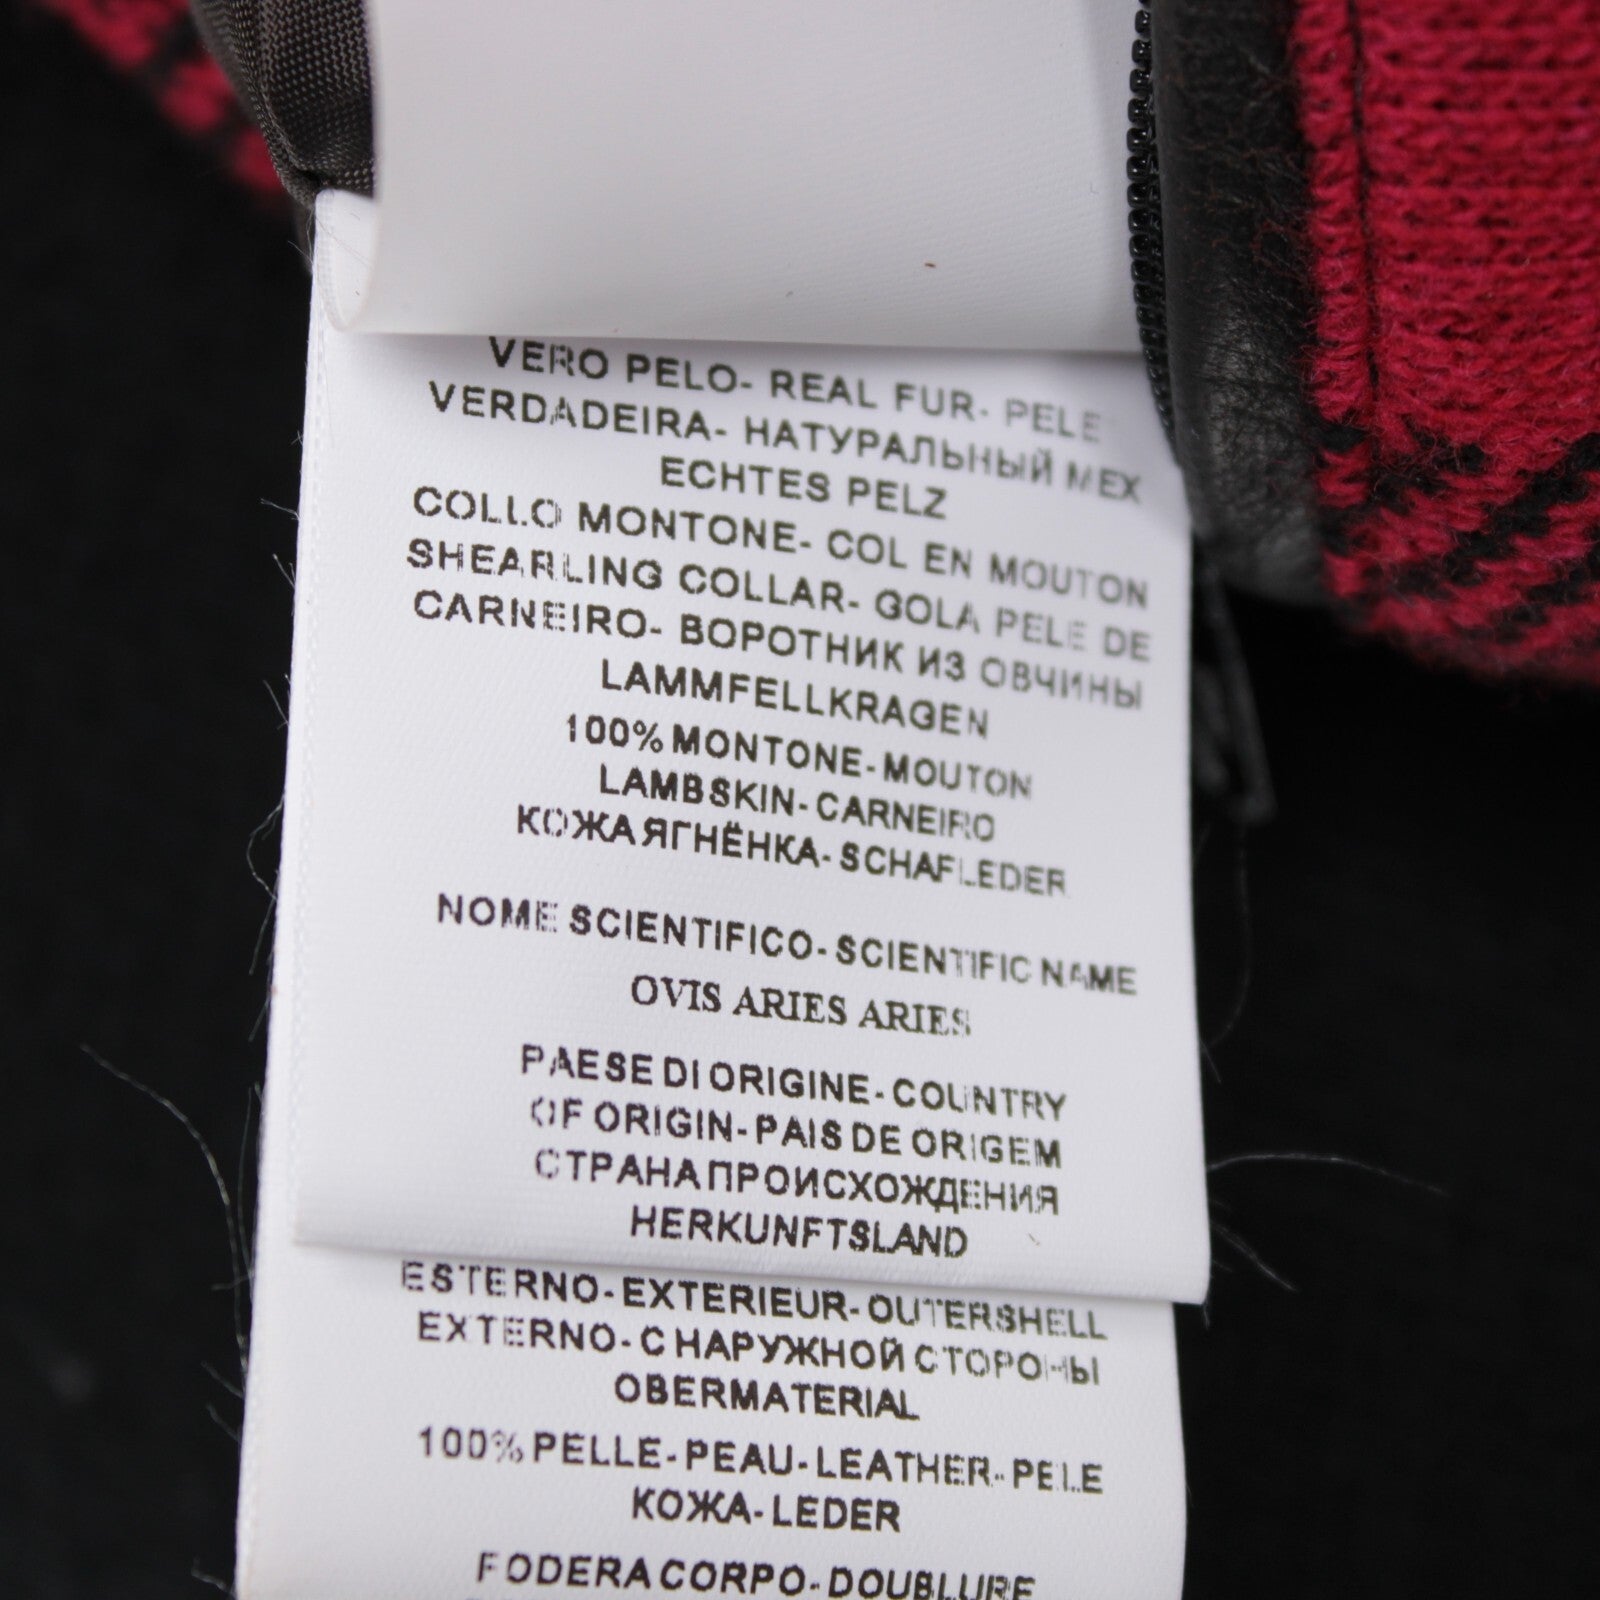 VERO PELO- REAL FUR- PELE
VERDADEIRA- НАТУРАЛЬНЫЙ МЕХ
ECHTES PELZ
COLLO MONTONE- COL EN MOUTON
SHEARLING COLLAR- GOLA PELE DE
CARNEIRO- ВОРОТНИК ИЗ ОВЧИНЫ
LAMMFELLKRAGEN
100% MONTONE- MOUTON
LAMBSKIN- CARNEIRO
КОЖА ЯГНЁНКА- SCHAFLEDER
NOME SCIENTIFICO- SCIENTIFIC NAME
OVIS ARIES ARIES
PAESE DI ORIGINE- COUNTRY
OF ORIGIN- PAIS DE ORIGEM
СТРАНА ПРОИСХОЖДЕНИЯ
HERKUNFTSLAND
ESTERNO- EXTERIEUR- OUTERSHELL
EXTERNO- С НАРУЖНОЙ СТОРОНЫ
OBERMATERIAL
100% PELLE- PEAU- LEATHER- PELE
КОЖА- LEDER
FODERA CORPO- DOUBLURE